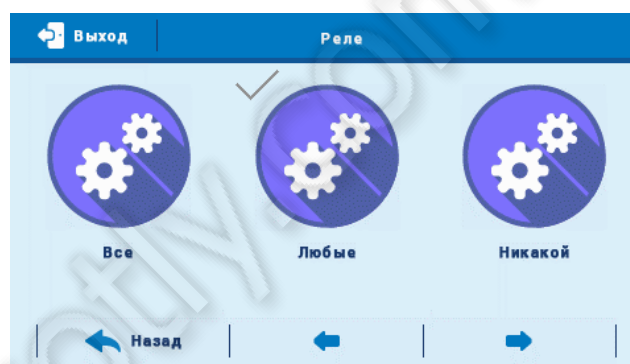 Выход
Реле
Все
Любые
Никакой
Назад